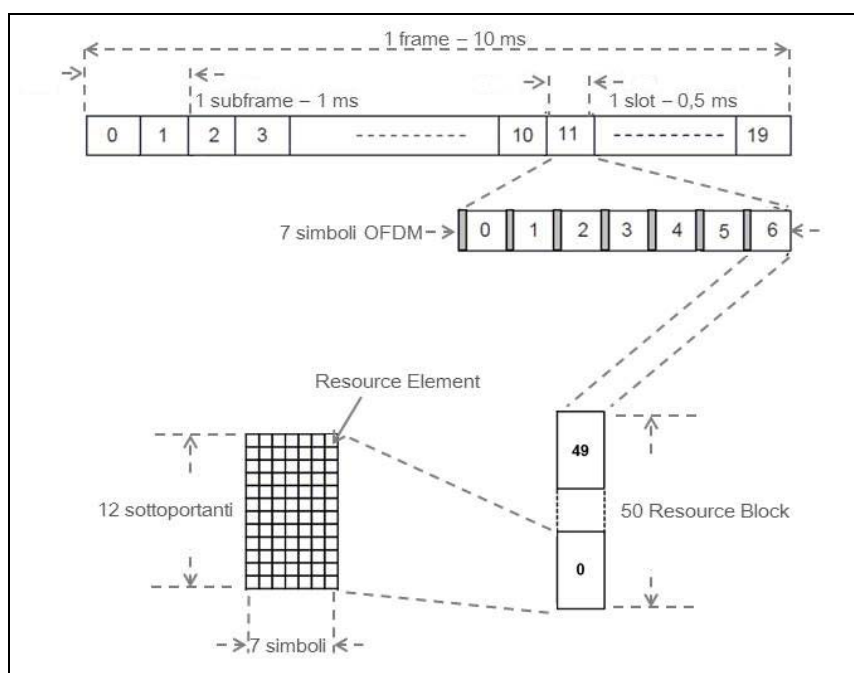 1 frame – 10 ms
1 subframe – 1 ms
1 slot – 0,5 ms
0 1 2 3 10 11 19
7 simboli OFDM
0 1 2 3 4 5 6
Resource Element
49
12 sottoportanti
50 Resource Block
0
7 simboli